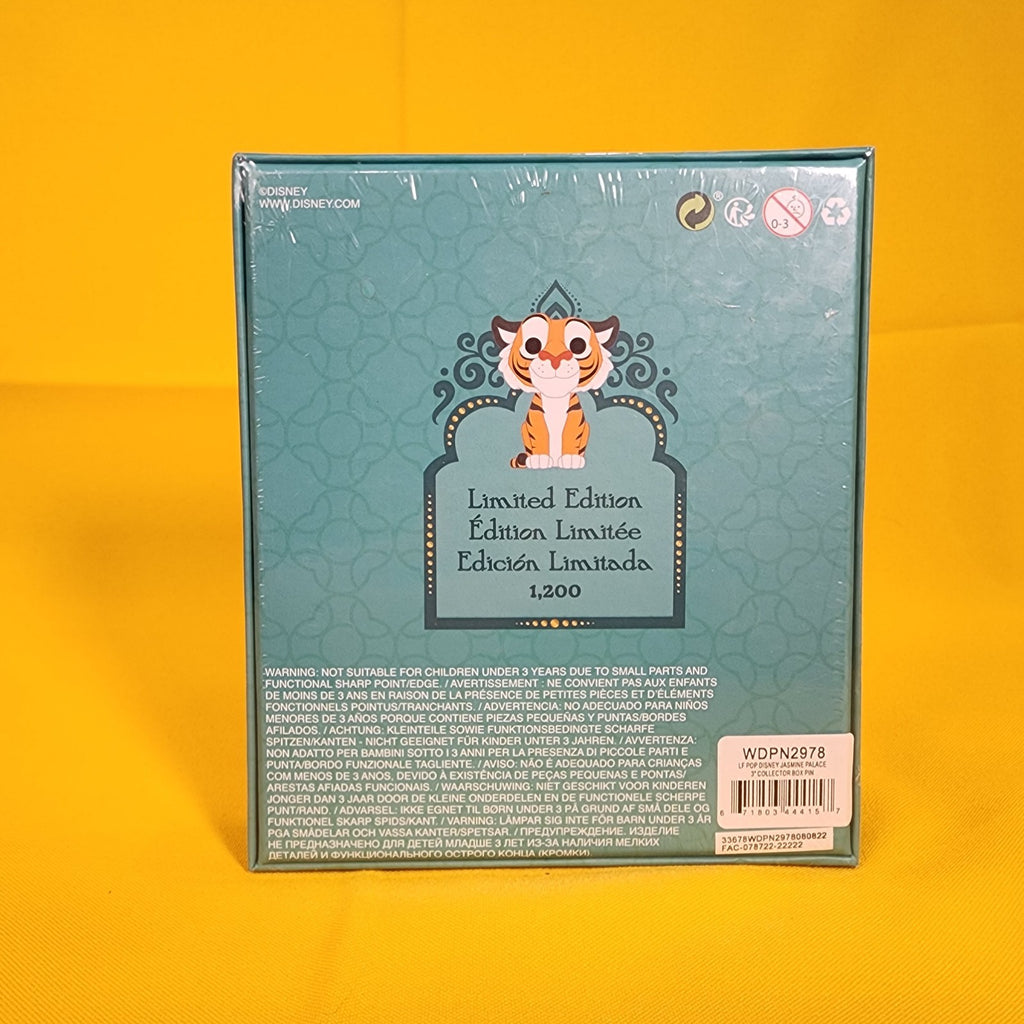 ©DISNEY
WWW.DISNEY.COM
®
0-3
Limited Edition
Édition Limitée
Edición Limitada
1,200
WARNING: NOT SUITABLE FOR CHILDREN UNDER 3 YEARS DUE TO SMALL PARTS AND
FUNCTIONAL SHARP POINT/EDGE. / AVERTISSEMENT : NE CONVIENT PAS AUX ENFANTS
DE MOINS DE 3 ANS EN RAISON DE LA PRÉSENCE DE PETITES PIÈCES ET D'ÉLÉMENTS
FONCTIONNELS POINTUS/TRANCHANTS. / ADVERTENCIA: NO ADECUADO PARA NIÑOS
MENORES DE 3 AÑOS PORQUE CONTIENE PIEZAS PEQUEÑAS Y PUNTAS/BORDES
AFILADOS. / ACHTUNG: KLEINTEILE SOWIE FUNKTIONSBEDINGTE SCHARFE
SPITZEN/KANTEN - NICHT GEEIGNET FÜR KINDER UNTER 3 JAHREN. / AVVERTENZA:
NON ADATTO PER BAMBINI SOTTO I 3 ANNI PER LA PRESENZA DI PICCOLE PARTI E
PUNTA/BORDO FUNZIONALE TAGLIENTE. / AVISO: NÃO É ADEQUADO PARA CRIANÇAS
COM MENOS DE 3 ANOS, DEVIDO À EXISTÊNCIA DE PEÇAS PEQUENAS E PONTAS/
ARESTAS AFIADAS FUNCIONAIS. / WAARSCHUWING: NIET GESCHIKT VOOR KINDEREN
JONGER DAN 3 JAAR DOOR DE KLEINE ONDERDELEN EN DE FUNCTIONELE SCHERPE
PUNT/RAND. / ADVARSEL: IKKE EGNET TIL BØRN UNDER 3 PÅ GRUND AF SMÅ DELE OG
FUNKTIONEL SKARP SPIDS/KANT. / VARNING: LÄMPAR SIG INTE FÖR BARN UNDER 3 ÅR
PGA SMÅDELAR OCH VASSA KANTER/SPETSAR. / ПРЕДУПРЕЖДЕНИЕ. ИЗДЕЛИЕ
НЕ ПРЕДНАЗНАЧЕНО ДЛЯ ДЕТЕЙ МЛАДШЕ 3 ЛЕТ ИЗ-ЗА НАЛИЧИЯ МЕЛКИХ
ДЕТАЛЕЙ И ФУНКЦИОНАЛЬНОГО ОСТРОГО КОНЦА (КРОМКИ).
WDPN2978
LF POP DISNEY JASMINE PALACE
3" COLLECTOR BOX PIN
6 71803 44415 7
33678WDPN2978080822
FAC-078722-22222